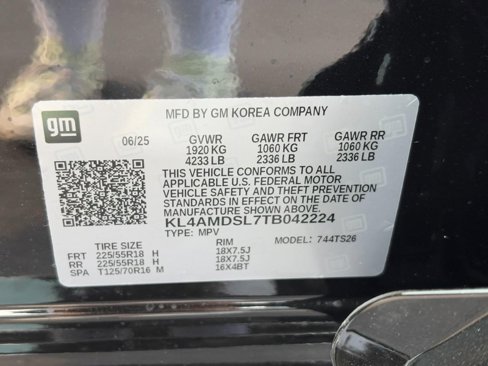 gm
MFD BY GM KOREA COMPANY
06/25 GVWR GAWR FRT GAWR RR
1920 KG 1060 KG 1060 KG
4233 LB 2336 LB 2336 LB
THIS VEHICLE CONFORMS TO ALL
APPLICABLE U.S. FEDERAL MOTOR
VEHICLE SAFETY AND THEFT PREVENTION
STANDARDS IN EFFECT ON THE DATE OF
MANUFACTURE SHOWN ABOVE.
KL4AMDSL7TB042224
TYPE: MPV MODEL: 744TS26
TIRE SIZE RIM
FRT 225/55R18 H 18X7.5J
RR 225/55R18 H 18X7.5J
SPA T125/70R16 M 16X4BT